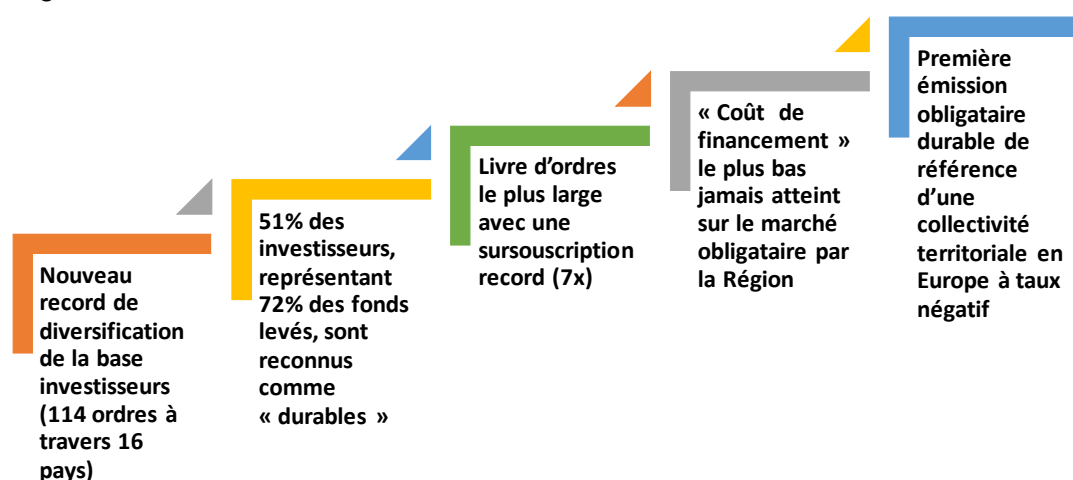 Nouveau
record de
diversification
de la base
investisseurs
(114 ordres à
travers 16
pays)
51% des
investisseurs,
représentant
72% des fonds
levés, sont
reconnus
comme
« durables »
Livre d’ordres
le plus large
avec une
sursouscription
record (7x)
« Coût de
financement »
le plus bas
jamais atteint
sur le marché
obligataire par
la Région
Première
émission
obligataire
durable de
référence
d’une
collectivité
territoriale en
Europe à taux
négatif